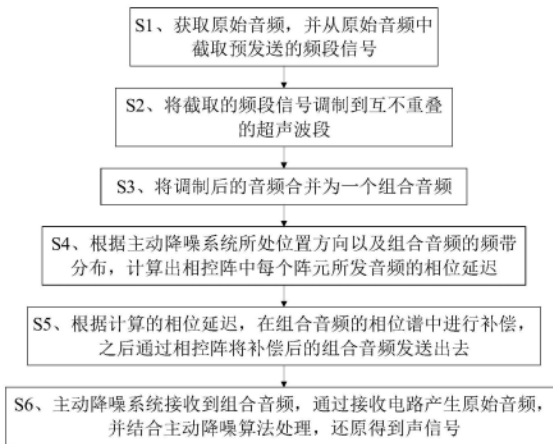 S1、获取原始音频，并从原始音频中
截取预发送的频段信号
S2、将截取的频段信号调制到互不重叠
的超声波段
S3、将调制后的音频合并为一个组合音频
S4、根据主动降噪系统所处位置方向以及组合音频的频带
分布，计算出相控阵中每个阵元所发音频的相位延迟
S5、根据计算的相位延迟，在组合音频的相位谱中进行补偿，
之后通过相控阵将补偿后的组合音频发送出去
S6、主动降噪系统接收到组合音频，通过接收电路产生原始音频，
并结合主动降噪算法处理，还原得到声信号